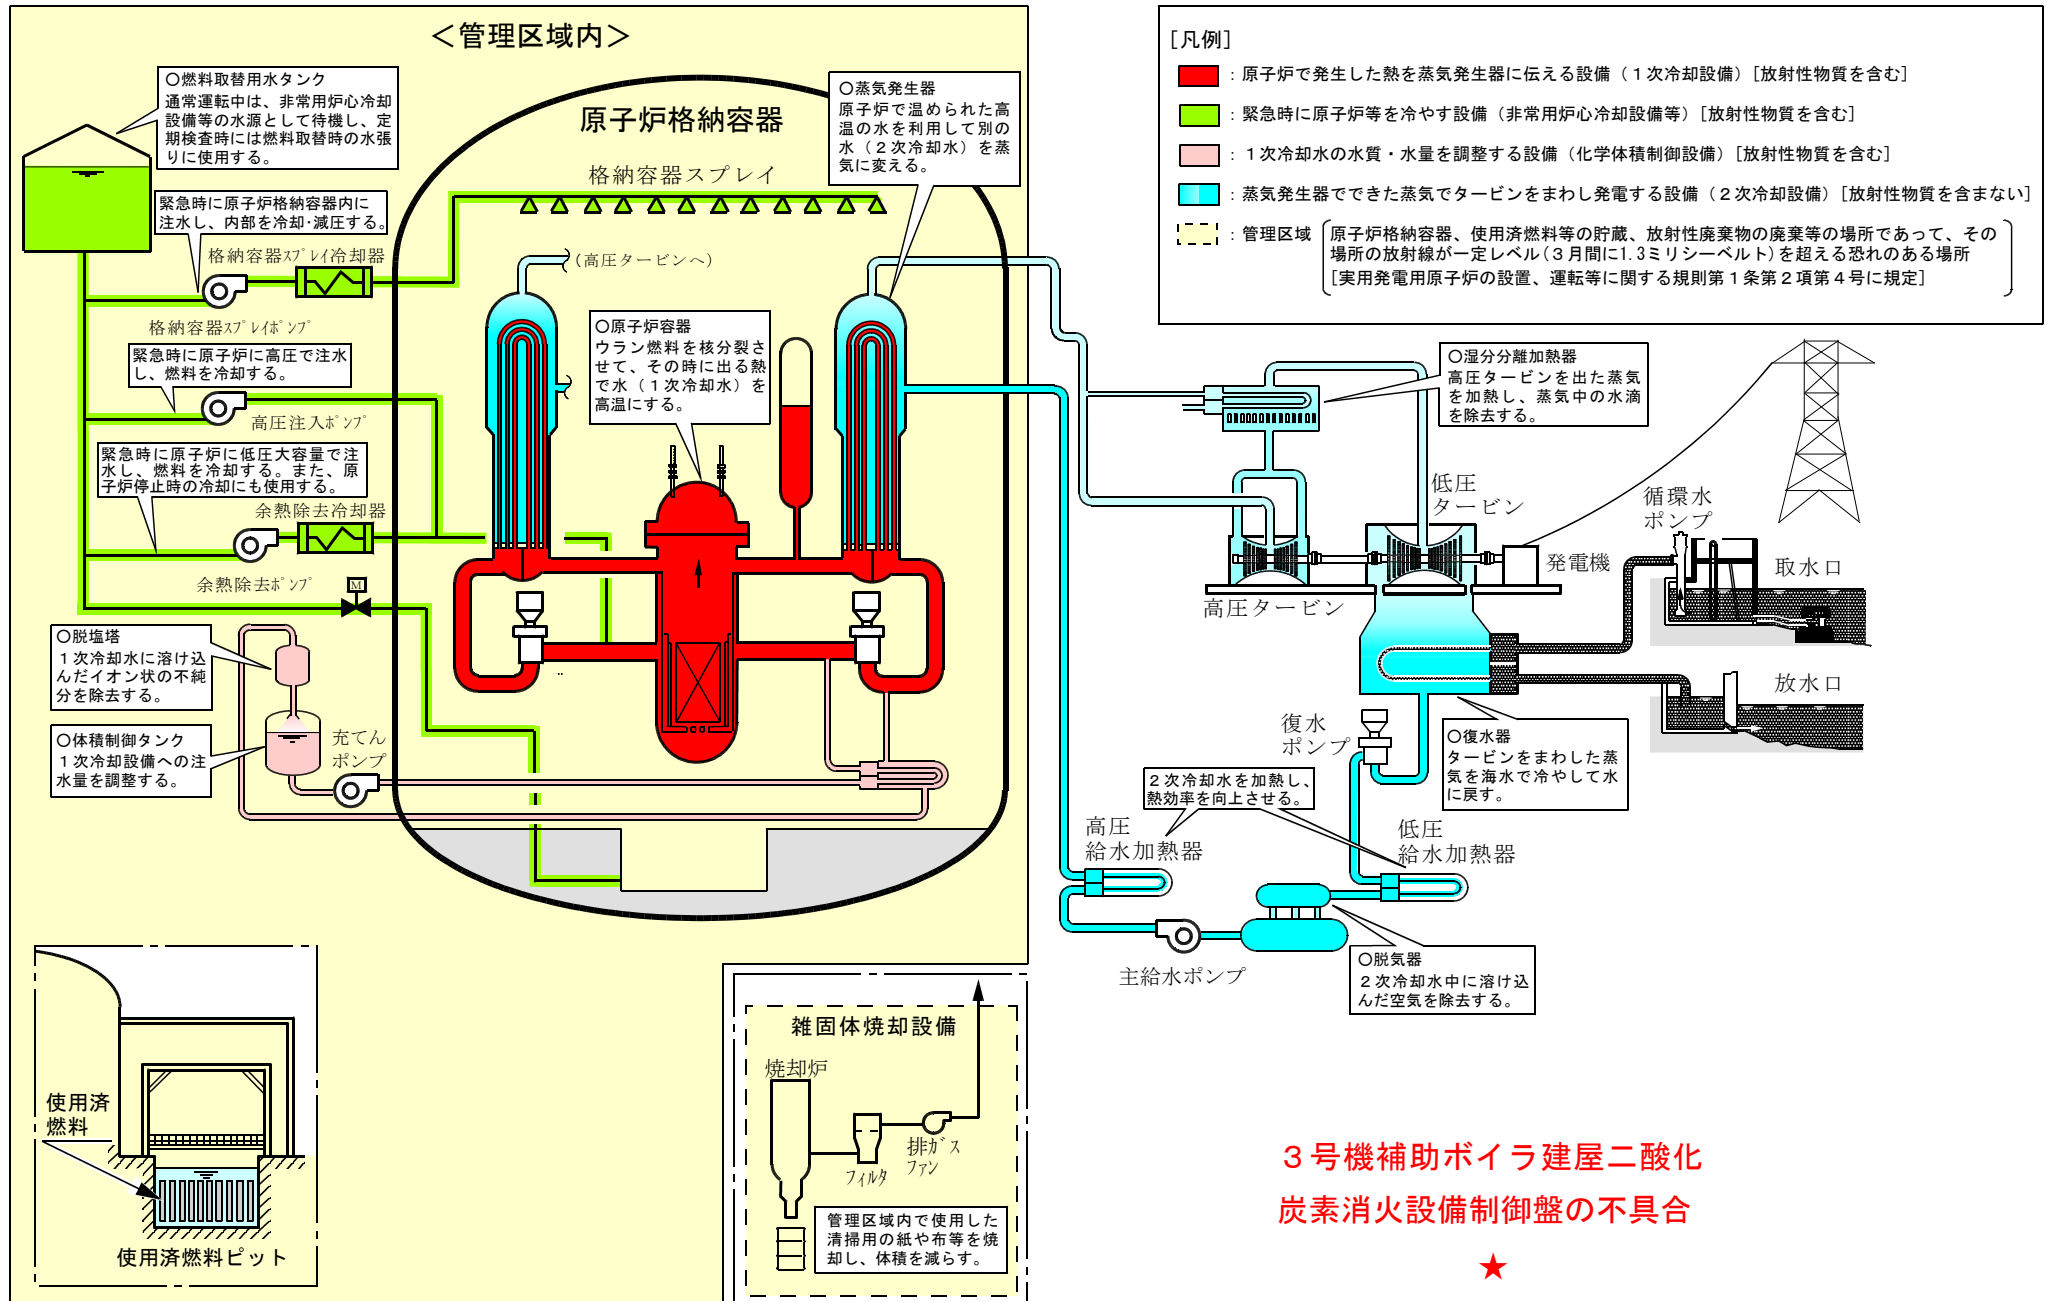 ＜管理区域内＞
○燃料取替用水タンク
通常運転中は、非常用炉心冷却
設備等の水源として待機し、定
期検査時には燃料取替時の水張
りに使用する。
緊急時に原子炉格納容器内に
注水し、内部を冷却・減圧する。
格納容器ｽﾌﾟﾚｲ冷却器
格納容器ｽﾌﾟﾚｲﾎﾟﾝﾌﾟ
緊急時に原子炉に高圧で注水
し、燃料を冷却する。
高圧注入ﾎﾟﾝﾌﾟ
緊急時に原子炉に低圧大容量で注
水し、燃料を冷却する。また、原
子炉停止時の冷却にも使用する。
余熱除去冷却器
余熱除去ﾎﾟﾝﾌﾟ
M
○脱塩塔
１次冷却水に溶け込
んだイオン状の不純
分を除去する。
○体積制御タンク
１次冷却設備への注
水量を調整する。
充てん
ポンプ
原子炉格納容器
格納容器スプレイ
(高圧タービンへ)
○蒸気発生器
原子炉で温められた高
温の水を利用して別の
水（２次冷却水）を蒸
気に変える。
○原子炉容器
ウラン燃料を核分裂さ
せて、その時に出る熱
で水（１次冷却水）を
高温にする。
[凡例]
：原子炉で発生した熱を蒸気発生器に伝える設備（１次冷却設備）[放射性物質を含む]
：緊急時に原子炉等を冷やす設備（非常用炉心冷却設備等）[放射性物質を含む]
：１次冷却水の水質・水量を調整する設備（化学体積制御設備）[放射性物質を含む]
：蒸気発生器でできた蒸気でタービンをまわし発電する設備（２次冷却設備）[放射性物質を含まない]
：管理区域
原子炉格納容器、使用済燃料等の貯蔵、放射性廃棄物の廃棄等の場所であって、その
場所の放射線が一定レベル(３月間に1.3ミリシーベルト)を超える恐れのある場所
[実用発電用原子炉の設置、運転等に関する規則第１条第２項第４号に規定]
○湿分分離加熱器
高圧タービンを出た蒸気
を加熱し、蒸気中の水滴
を除去する。
低圧
タービン
高圧タービン
発電機
循環水
ポンプ
取水口
放水口
復水
ポンプ
○復水器
タービンをまわした蒸
気を海水で冷やして水
に戻す。
２次冷却水を加熱し、
熱効率を向上させる。
高圧
給水加熱器
低圧
給水加熱器
主給水ポンプ
○脱気器
２次冷却水中に溶け込
んだ空気を除去する。
使用済
燃料
使用済燃料ピット
雑固体焼却設備
焼却炉
フィルタ
排ガス
ファン
管理区域内で使用した
清掃用の紙や布等を焼
却し、体積を減らす。
３号機補助ボイラ建屋二酸化
炭素消火設備制御盤の不具合
★